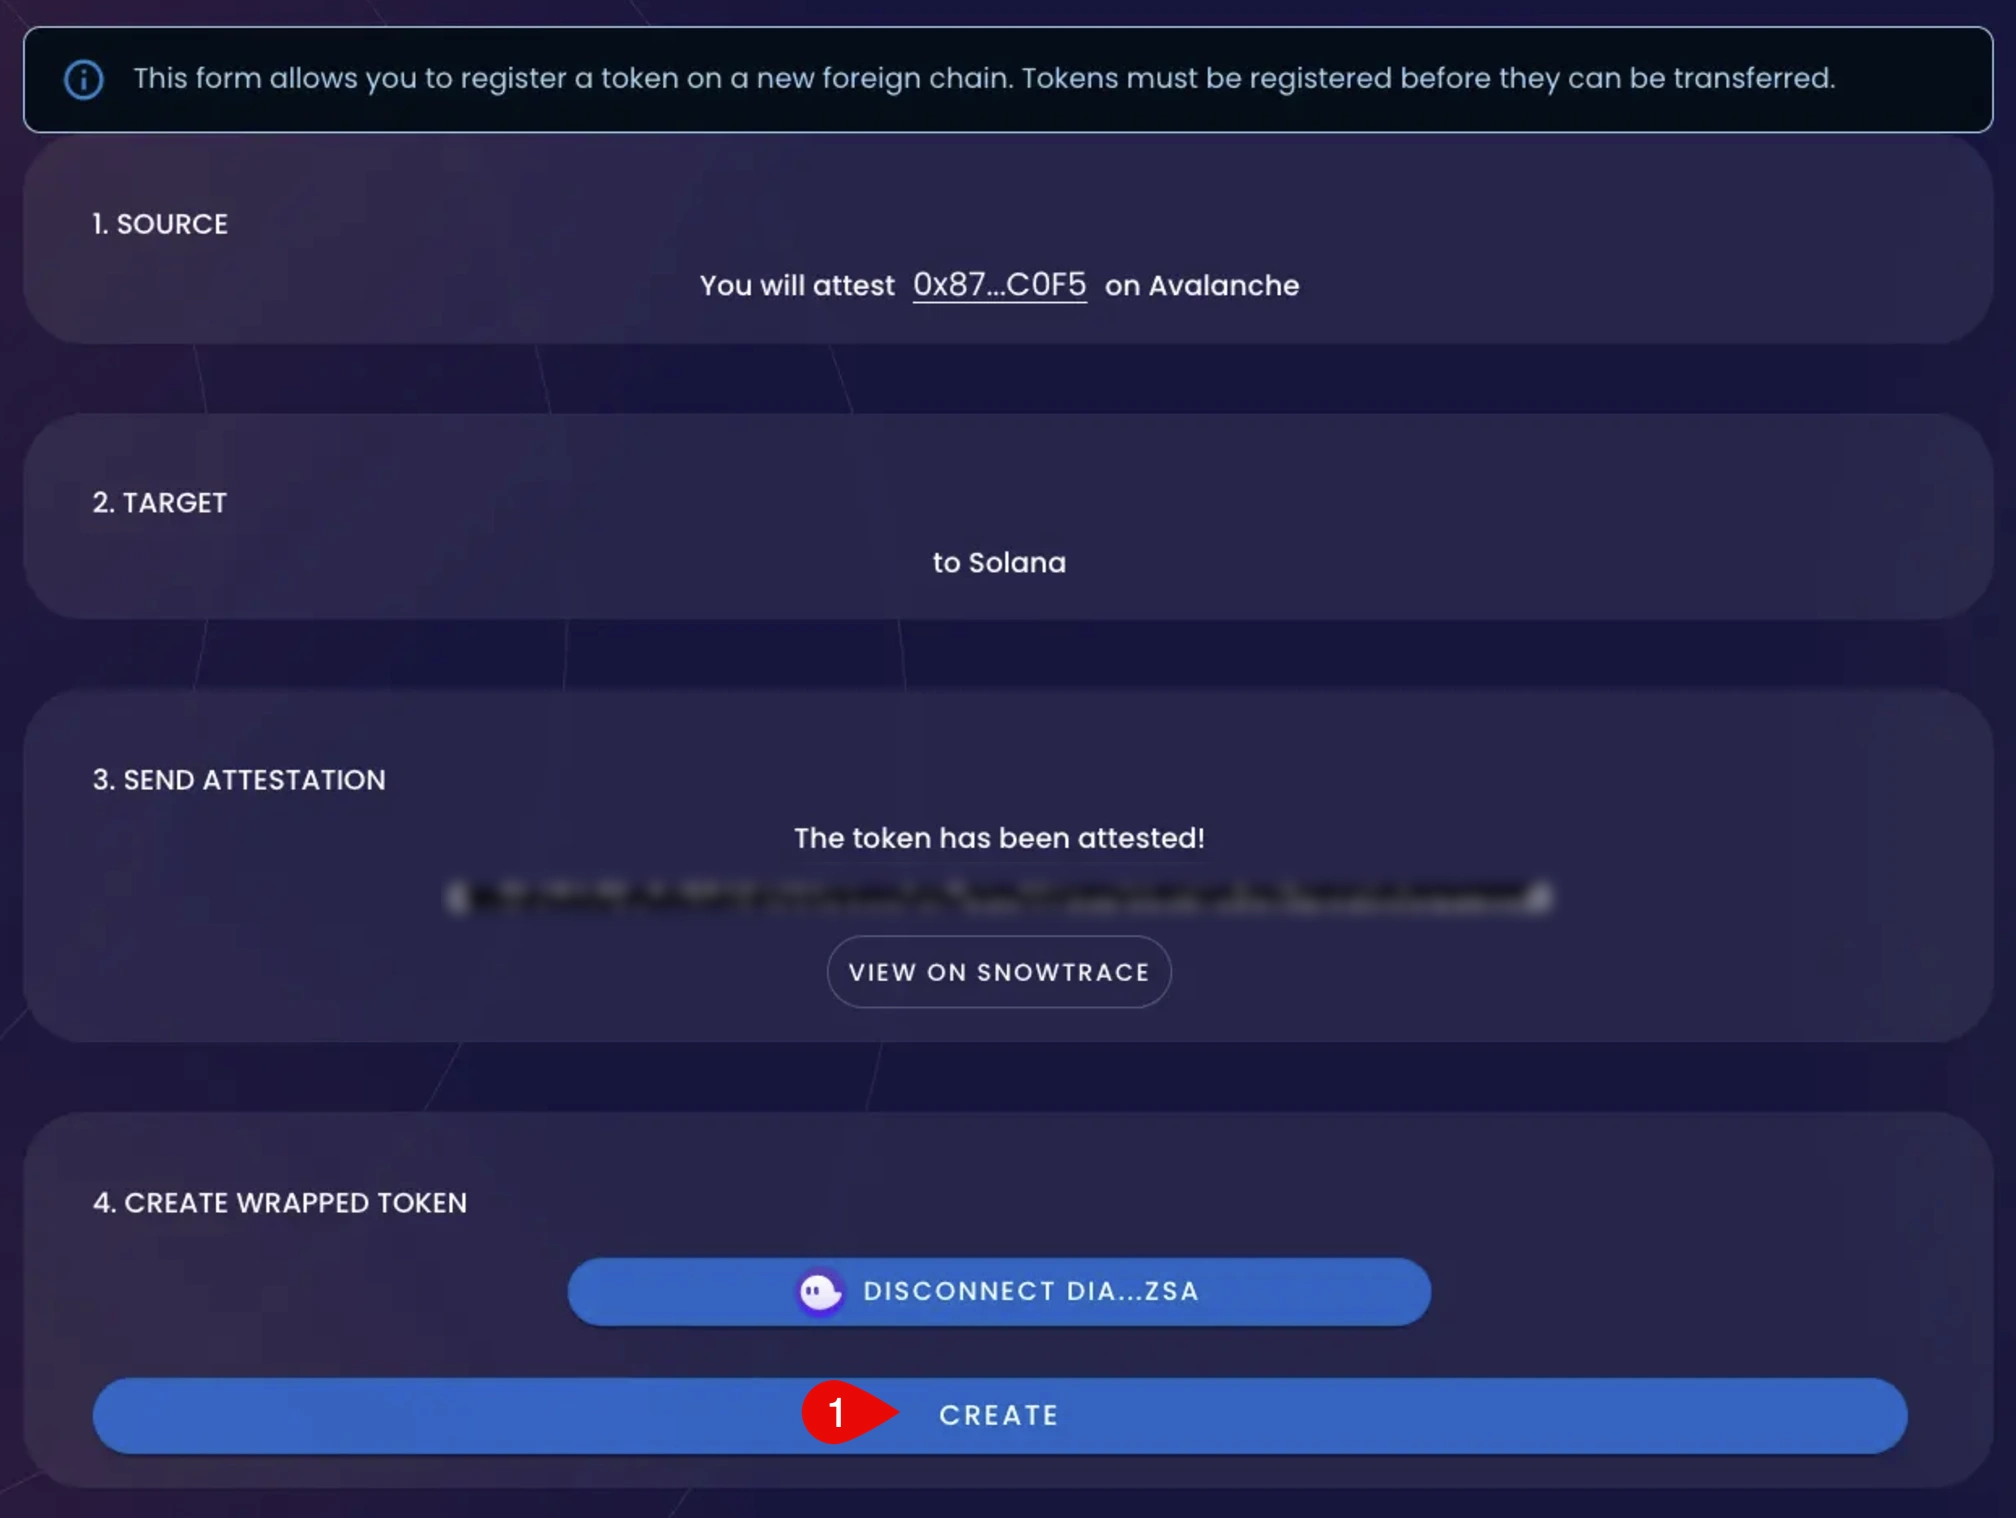 This form allows you to register a token on a new foreign chain. Tokens must be registered before they can be transferred.
1. SOURCE
You will attest 0x87...C0F5 on Avalanche
2. TARGET
to Solana
3. SEND ATTESTATION
The token has been attested!
VIEW ON SNOWTRACE
4. CREATE WRAPPED TOKEN
DISCONNECT DIA...ZSA
1 CREATE